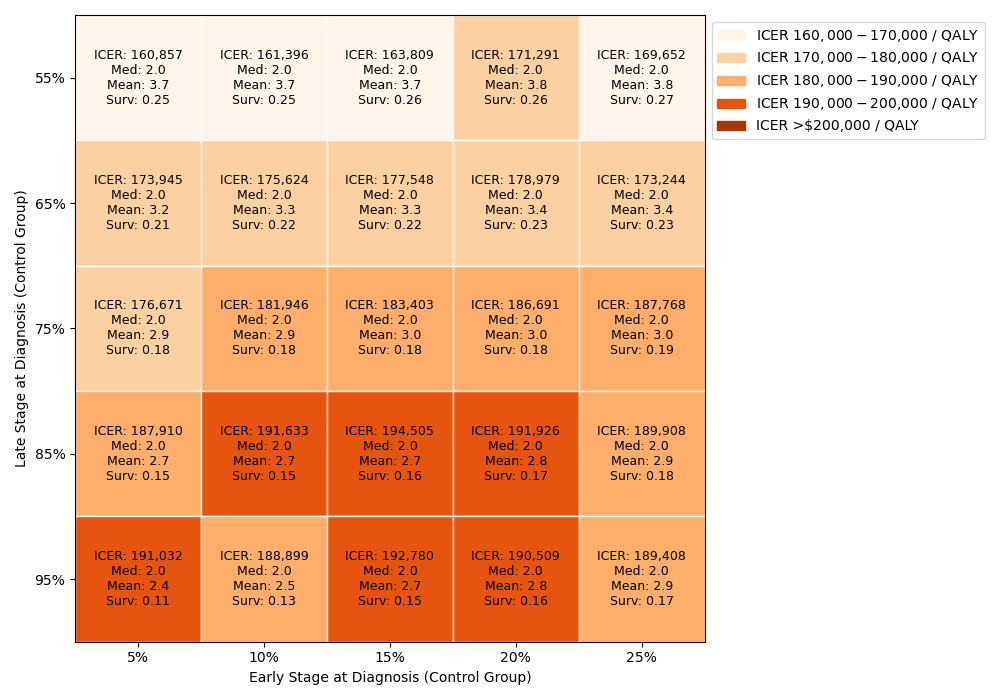 ICER: 160,857
Med: 2.0
Mean: 3.7
Surv: 0.25
ICER: 161,396
Med: 2.0
Mean: 3.7
Surv: 0.25
ICER: 163,809
Med: 2.0
Mean: 3.7
Surv: 0.26
ICER: 171,291
Med: 2.0
Mean: 3.8
Surv: 0.26
ICER: 169,652
Med: 2.0
Mean: 3.8
Surv: 0.27
55%
ICER: 173,945
Med: 2.0
Mean: 3.2
Surv: 0.21
ICER: 175,624
Med: 2.0
Mean: 3.3
Surv: 0.22
ICER: 177,548
Med: 2.0
Mean: 3.3
Surv: 0.22
ICER: 178,979
Med: 2.0
Mean: 3.4
Surv: 0.23
ICER: 173,244
Med: 2.0
Mean: 3.4
Surv: 0.23
65%
ICER: 176,671
Med: 2.0
Mean: 2.9
Surv: 0.18
ICER: 181,946
Med: 2.0
Mean: 2.9
Surv: 0.18
ICER: 183,403
Med: 2.0
Mean: 3.0
Surv: 0.18
ICER: 186,691
Med: 2.0
Mean: 3.0
Surv: 0.18
ICER: 187,768
Med: 2.0
Mean: 3.0
Surv: 0.19
75%
ICER: 187,910
Med: 2.0
Mean: 2.7
Surv: 0.15
ICER: 191,633
Med: 2.0
Mean: 2.7
Surv: 0.15
ICER: 194,505
Med: 2.0
Mean: 2.7
Surv: 0.16
ICER: 191,926
Med: 2.0
Mean: 2.8
Surv: 0.17
ICER: 189,908
Med: 2.0
Mean: 2.9
Surv: 0.18
85%
ICER: 191,032
Med: 2.0
Mean: 2.4
Surv: 0.11
ICER: 188,899
Med: 2.0
Mean: 2.5
Surv: 0.13
ICER: 192,780
Med: 2.0
Mean: 2.7
Surv: 0.15
ICER: 190,509
Med: 2.0
Mean: 2.8
Surv: 0.16
ICER: 189,408
Med: 2.0
Mean: 2.9
Surv: 0.17
95%
5%
10%
15%
20%
25%
Early Stage at Diagnosis (Control Group)
Late Stage at Diagnosis (Control Group)
ICER 160,000 − 170,000 / QALY
ICER 170,000 − 180,000 / QALY
ICER 180,000 − 190,000 / QALY
ICER 190,000 − 200,000 / QALY
ICER >$200,000 / QALY